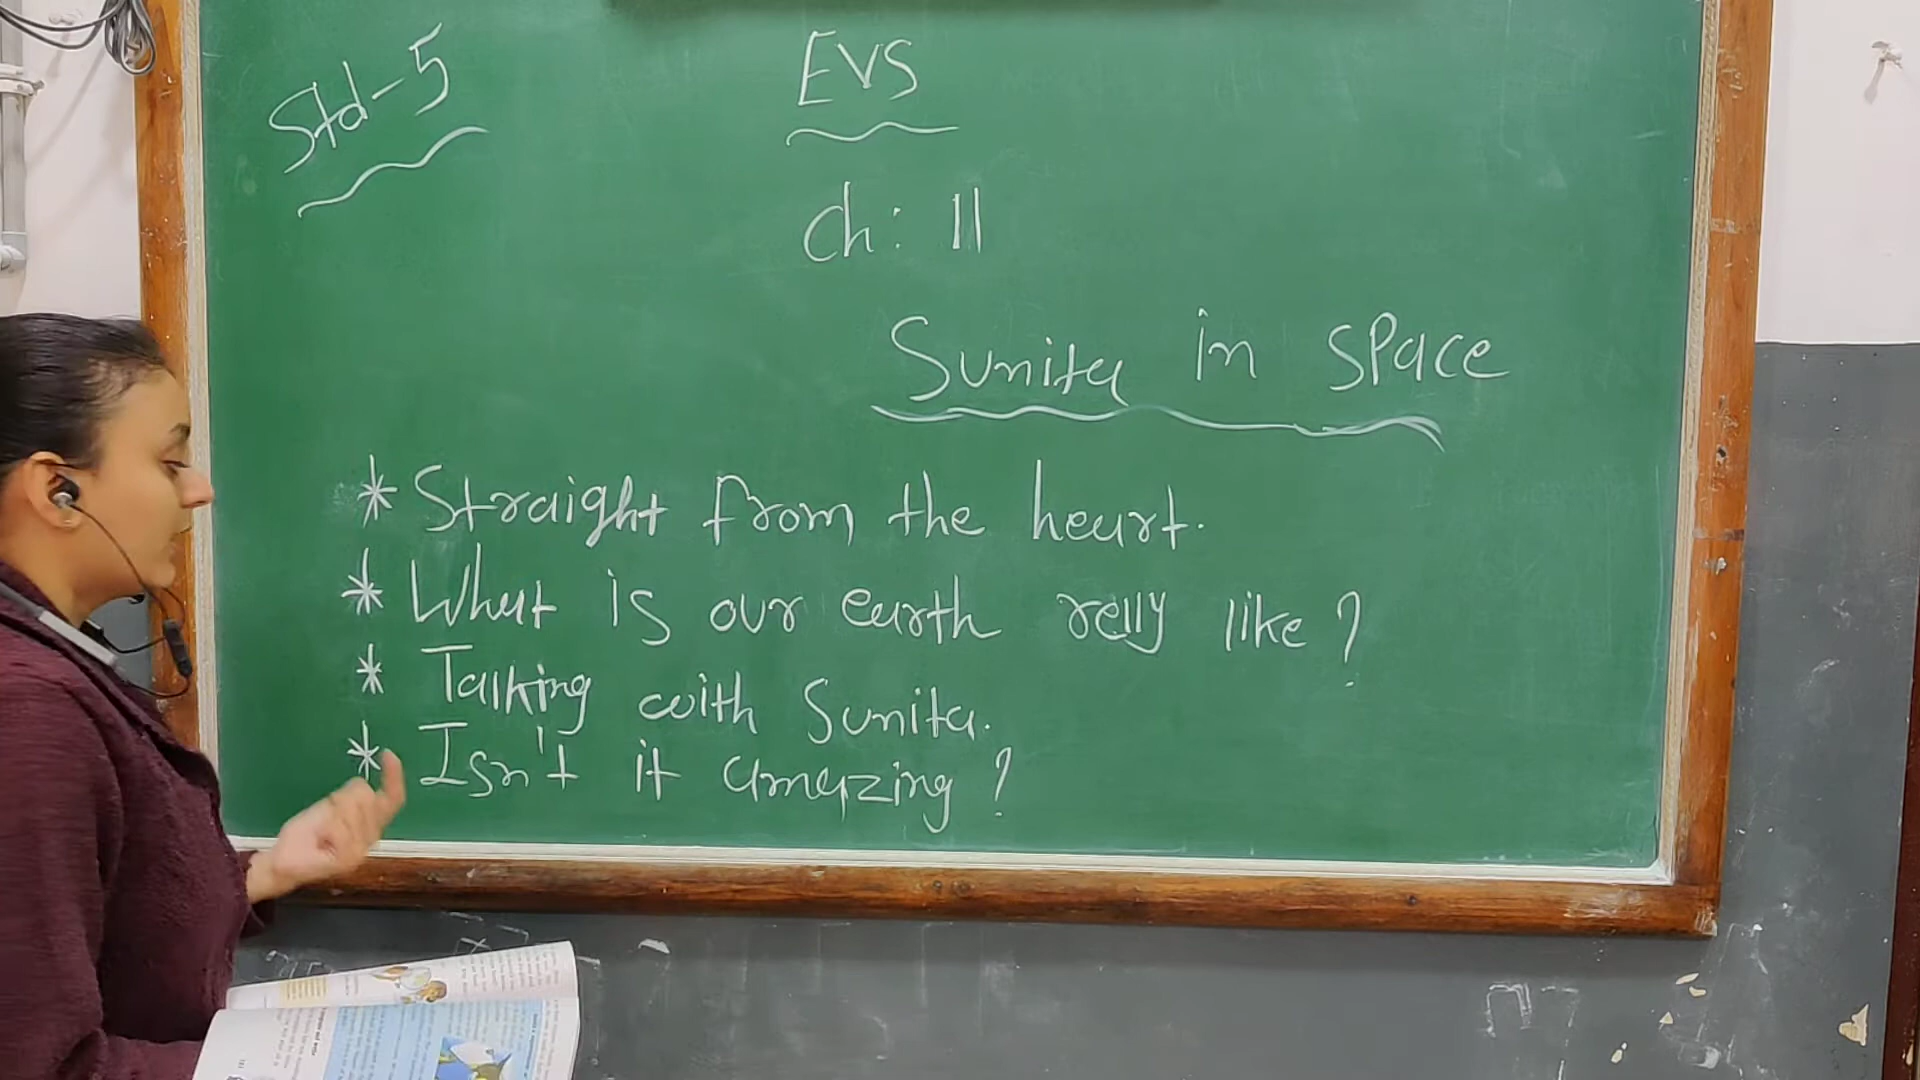 Std-5
EVS
Ch: 11
Sunita in space
* Straight from the heart.
* What is our earth relly like?
* Talking with Sunita.
* Isn't it amazing?